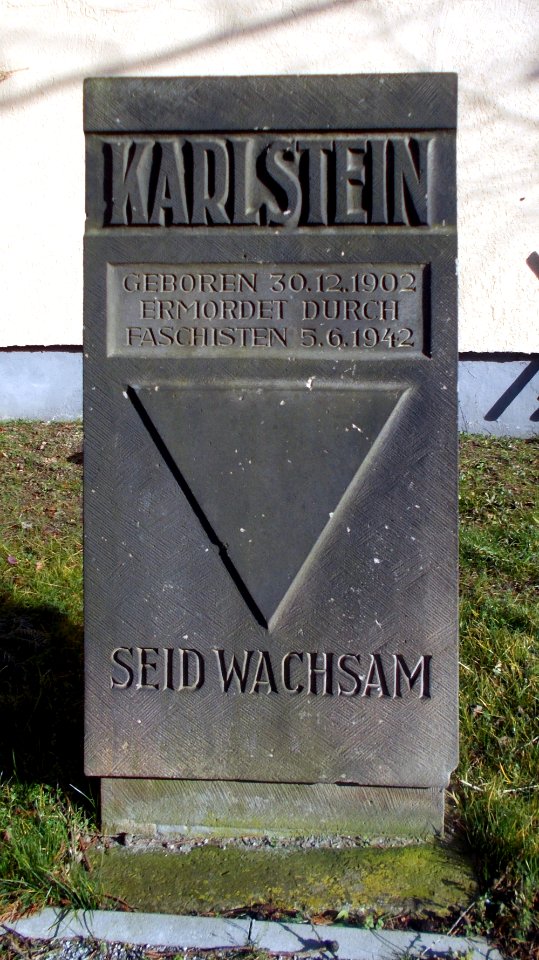 KARL STEIN
GEBOREN 30.12.1902
ERMORDET DURCH
FASCHISTEN 5.6.1942
SEID WACHSAM